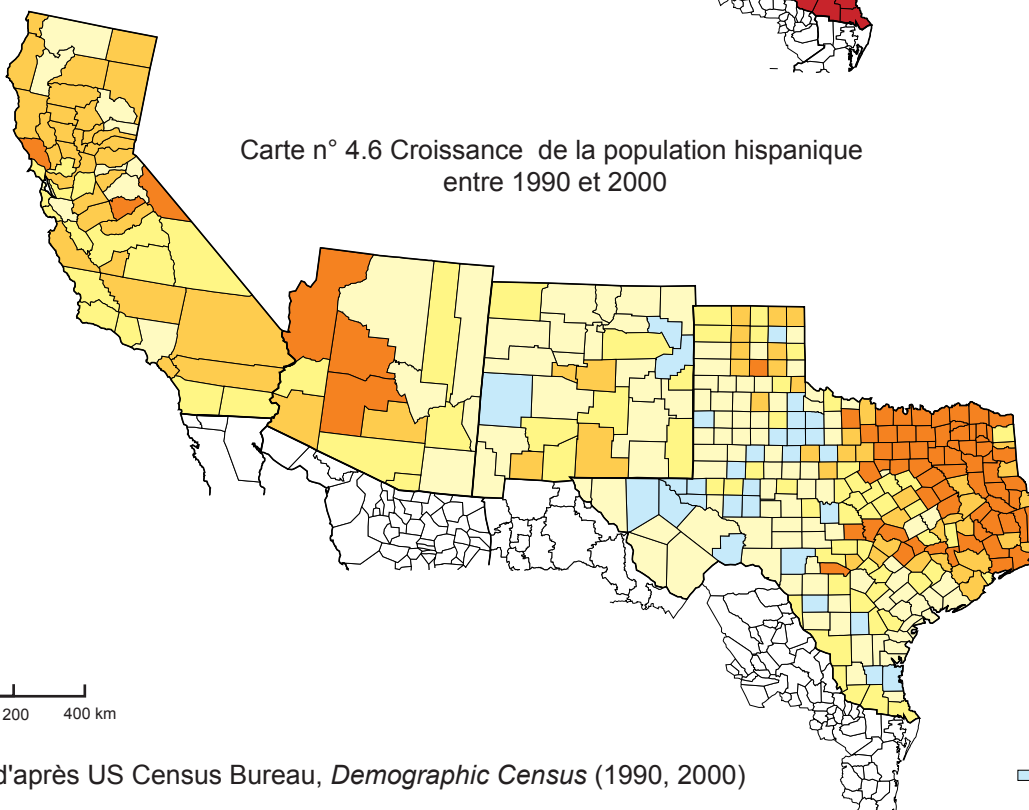 Carte n° 4.6 Croissance de la population hispanique
entre 1990 et 2000
200 400 km
d'après US Census Bureau, Demographic Census (1990, 2000)